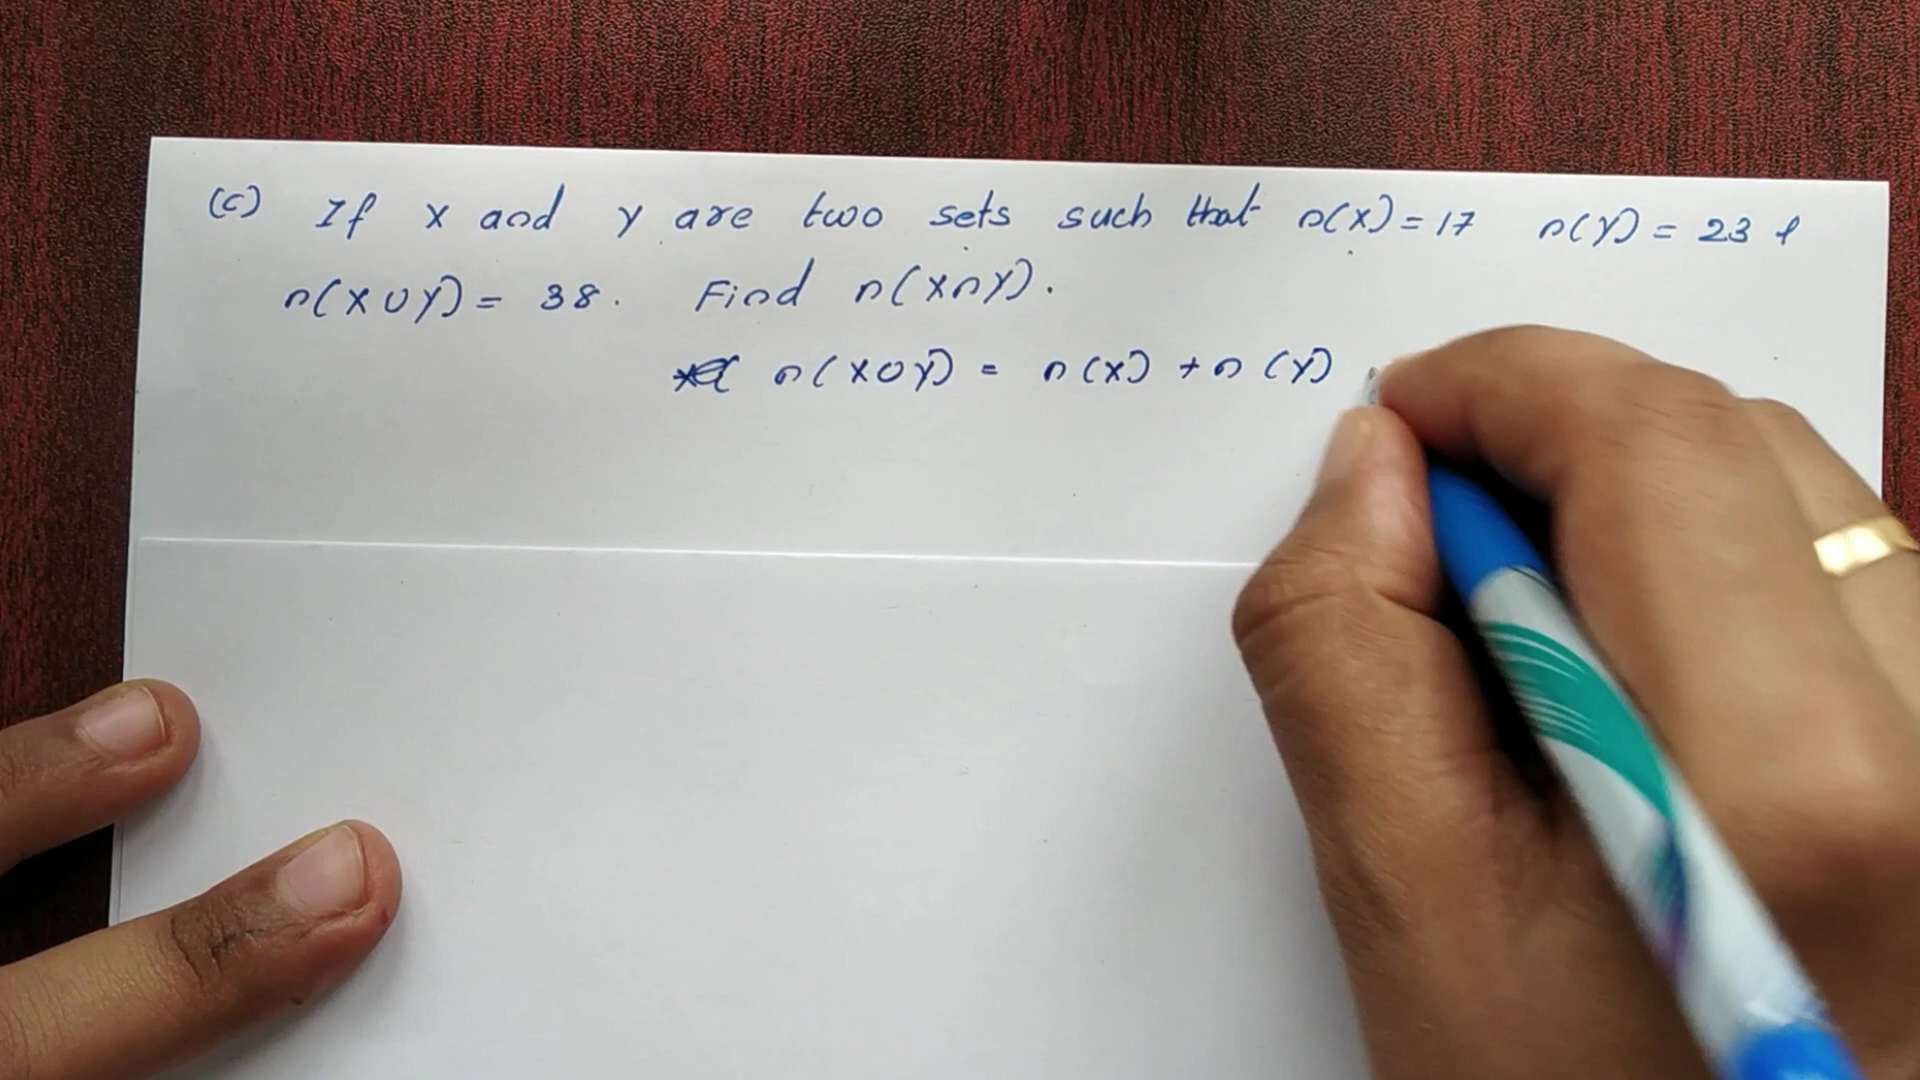 (c) If X and Y are two sets such that n(X) = 17 n(Y) = 23 &
n(X∪Y) = 38. Find n(X∩Y).
n(X∪Y) = n(X) + n(Y)